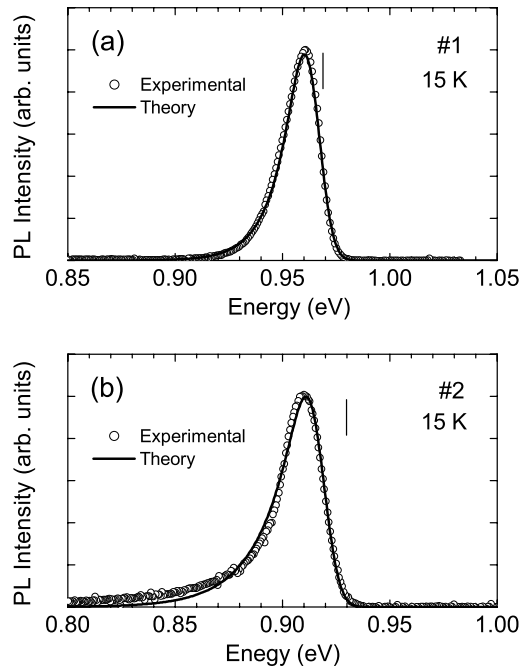 (a)
#1
15 K
Experimental
Theory
PL Intensity (arb. units)
0.85 0.90 0.95 1.00 1.05
Energy (eV)
(b)
#2
15 K
Experimental
Theory
PL Intensity (arb. units)
0.80 0.85 0.90 0.95 1.00
Enegy (eV)